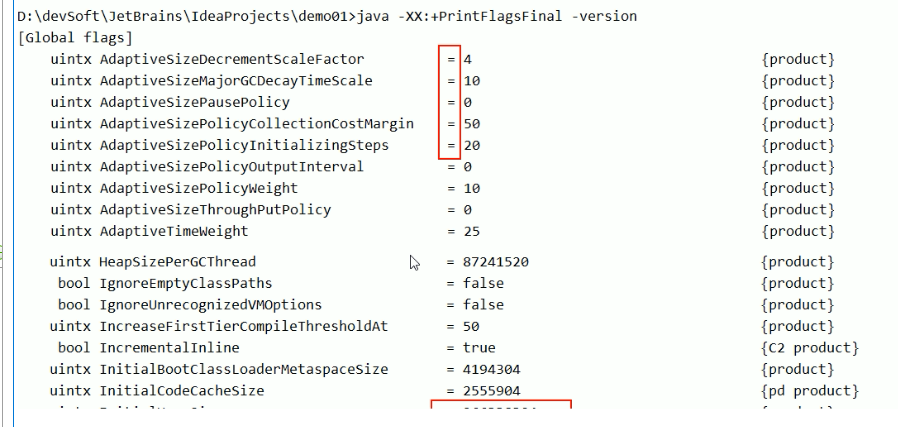 D:\devSoft\JetBrains\IdeaProjects\demo01>java -XX:+PrintFlagsFinal -version
[Global flags]
uintx AdaptiveSizeDecrementScaleFactor = 4 {product}
uintx AdaptiveSizeMajorGCDecayTimeScale = 10 {product}
uintx AdaptiveSizePausePolicy = 0 {product}
uintx AdaptiveSizePolicyCollectionCostMargin = 50 {product}
uintx AdaptiveSizePolicyInitializingSteps = 20 {product}
uintx AdaptiveSizePolicyOutputInterval = 0 {product}
uintx AdaptiveSizePolicyWeight = 10 {product}
uintx AdaptiveSizeThroughPutPolicy = 0 {product}
uintx AdaptiveTimeWeight = 25 {product}
uintx HeapSizePerGCThread = 87241520 {product}
bool IgnoreEmptyClassPaths = false {product}
bool IgnoreUnrecognizedVMOptions = false {product}
uintx IncreaseFirstTierCompileThresholdAt = 50 {product}
bool IncrementalInline = true {C2 product}
uintx InitialBootClassLoaderMetaspaceSize = 4194304 {product}
uintx InitialCodeCacheSize = 2555904 {pd product}